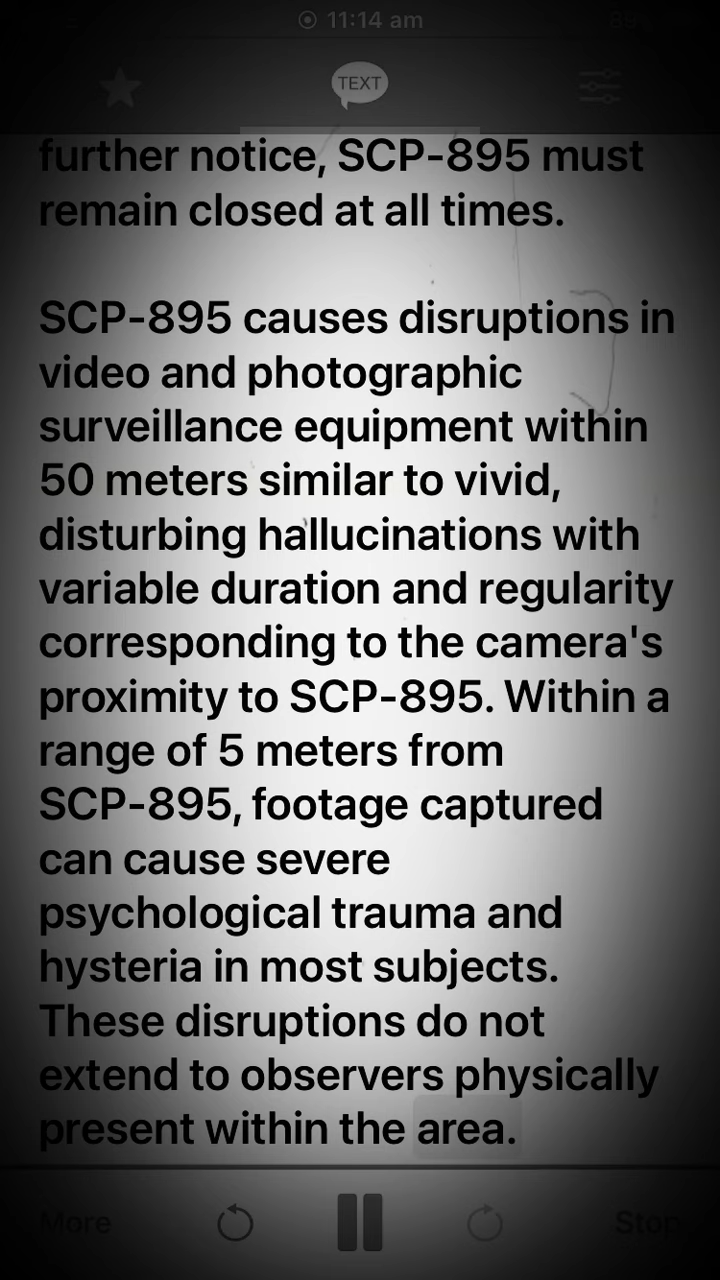 11:14 am
TEXT
further notice, SCP-895 must
remain closed at all times.
SCP-895 causes disruptions in
video and photographic
surveillance equipment within
50 meters similar to vivid,
disturbing hallucinations with
variable duration and regularity
corresponding to the camera's
proximity to SCP-895. Within a
range of 5 meters from
SCP-895, footage captured
can cause severe
psychological trauma and
hysteria in most subjects.
These disruptions do not
extend to observers physically
present within the area.
More
Stop